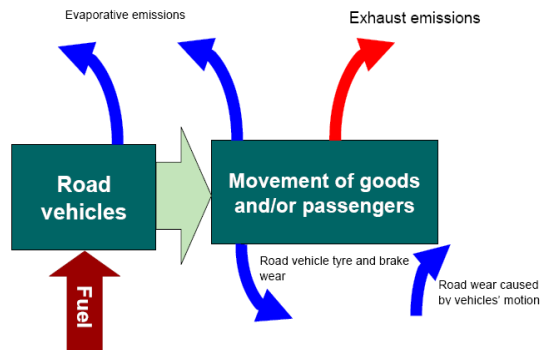 Evaporative emissions
Exhaust emissions
Road
vehicles
Movement of goods
and/or passengers
Road vehicle tyre and brake
wear
Road wear caused
by vehicles' motion
Fuel